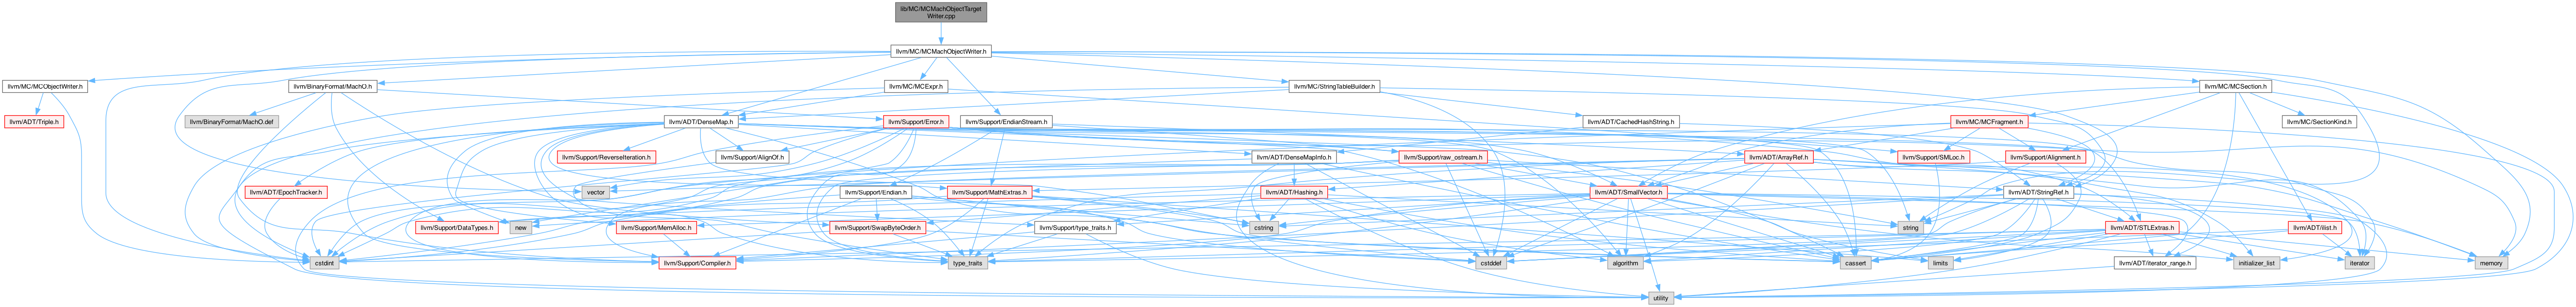 lib/MC/MCMachObjectTarget
Writer.cpp
llvm/MC/MCMachObjectWriter.h
llvm/MC/MCObjectWriter.h
llvm/BinaryFormat/MachO.h
llvm/MC/MCExpr.h
llvm/MC/StringTableBuilder.h
llvm/MC/MCSection.h
llvm/ADT/Triple.h
llvm/BinaryFormat/MachO.def
llvm/ADT/DenseMap.h
llvm/Support/Error.h
llvm/Support/EndianStream.h
llvm/ADT/CachedHashString.h
llvm/MC/MCFragment.h
llvm/MC/SectionKind.h
llvm/Support/ReverseIteration.h
llvm/Support/AlignOf.h
llvm/ADT/DenseMapInfo.h
llvm/Support/raw_ostream.h
llvm/ADT/ArrayRef.h
llvm/Support/SMLoc.h
llvm/Support/Alignment.h
llvm/ADT/EpochTracker.h
vector
llvm/Support/Endian.h
llvm/Support/MathExtras.h
llvm/ADT/Hashing.h
llvm/ADT/SmallVector.h
llvm/ADT/StringRef.h
llvm/Support/DataTypes.h
new
llvm/Support/MemAlloc.h
llvm/Support/SwapByteOrder.h
llvm/Support/type_traits.h
cstring
string
llvm/ADT/STLExtras.h
llvm/ADT/ilist.h
cstdint
llvm/Support/Compiler.h
type_traits
cstddef
algorithm
cassert
limits
llvm/ADT/iterator_range.h
initializer_list
iterator
memory
utility